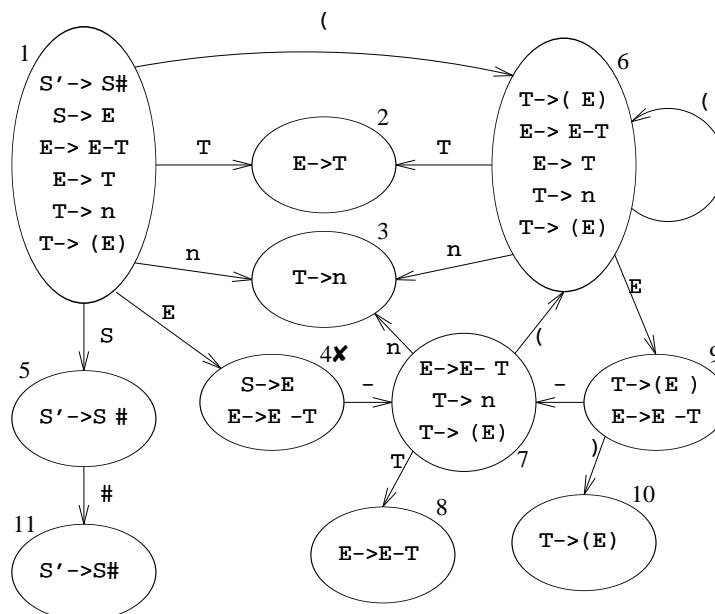 (
1
S'-> S#
S-> E
E-> E-T
E-> T
T-> n
T-> (E)
6
T->( E)
E-> E-T
E-> T
T-> n
T-> (E)
(
2
E->T
T
T
3
T->n
n
n
E
E
S
4✘
S->E
E->E -T
-
n
(
E->E- T
T-> n
T-> (E)
7
-
9
T->(E )
E->E -T
5
S'->S #
T
)
#
8
E->E-T
10
T->(E)
11
S'->S#